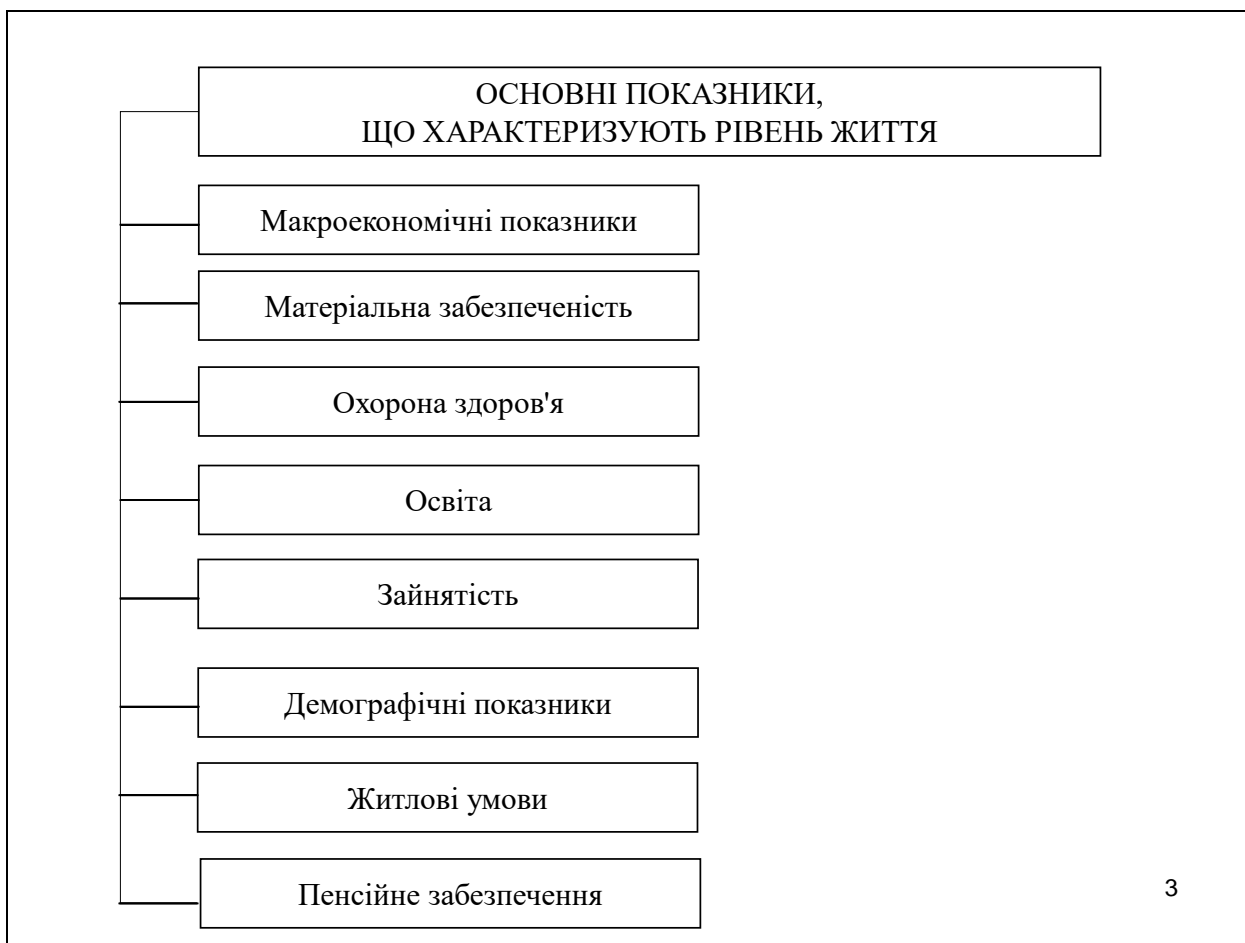 ОСНОВНІ ПОКАЗНИКИ,
ЩО ХАРАКТЕРИЗУЮТЬ РІВЕНЬ ЖИТТЯ
Макроекономічні показники
Матеріальна забезпеченість
Охорона здоров'я
Освіта
Зайнятість
Демографічні показники
Житлові умови
Пенсійне забезпечення
3